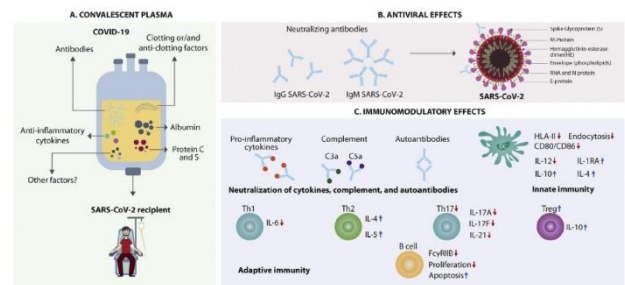 A. CONVALESCENT PLASMA
COVID-19
Antibodies
Clotting or/and
anti-clotting factors
Anti-inflammatory
cytokines
Albumin
Protein C
and S
Other factors?
SARS-CoV-2 recipient
B. ANTIVIRAL EFFECTS
Neutralizing antibodies
IgG SARS-CoV-2
IgM SARS-CoV-2
Spike Glycoprotein (S)
M-Protein
Hemagglutinin-esterase
dimer(HE)
Envelope (phospholipids)
RNA and N protein
E-protein
SARS-CoV-2
C. IMMUNOMODULATORY EFFECTS
Pro-inflammatory
cytokines
Complement
C3a
C5a
Autoantibodies
Neutralization of cytokines, complement, and autoantibodies
HLA-II↓ Endocytosis↓
CD80/CD86↓
IL-12↓ IL-1RA↑
IL-10↑ IL-4↑
Innate immunity
Th1
IL-6↓
Th2
IL-4↑
IL-5↑
Th17↓
IL-17A↓
IL-17F↓
IL-21↓
Treg↑
IL-10↑
B cell
FcyRIIB↓
Proliferation↓
Apoptosis↑
Adaptive immunity